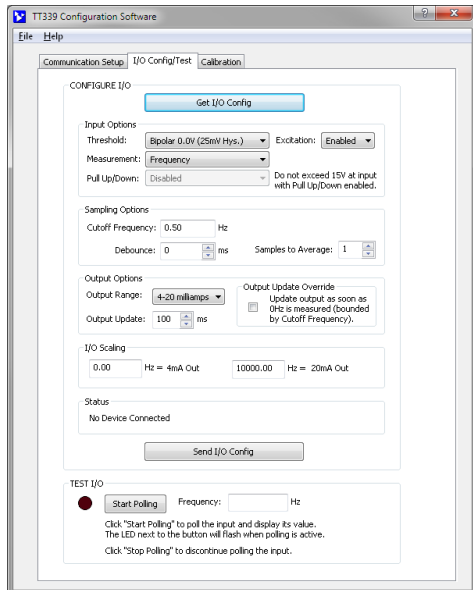 TT339 Configuration Software
File Help
Communication Setup I/O Config/Test Calibration
CONFIGURE I/O
Get I/O Config
Input Options
Threshold: Bipolar 0.0V (25mV Hys.) Excitation: Enabled
Measurement: Frequency
Pull Up/Down: Disabled Do not exceed 15V at input
with Pull Up/Down enabled.
Sampling Options
Cutoff Frequency: 0.50 Hz
Debounce: 0 ms Samples to Average: 1
Output Options
Output Range: 4-20 milliamps
Output Update: 100 ms
Output Update Override
Update output as soon as
0Hz is measured (bounded
by Cutoff Frequency).
I/O Scaling
0.00 Hz = 4mA Out 10000.00 Hz = 20mA Out
Status
No Device Connected
Send I/O Config
TEST I/O
Start Polling Frequency: Hz
Click "Start Polling" to poll the input and display its value.
The LED next to the button will flash when polling is active.
Click "Stop Polling" to discontinue polling the input.